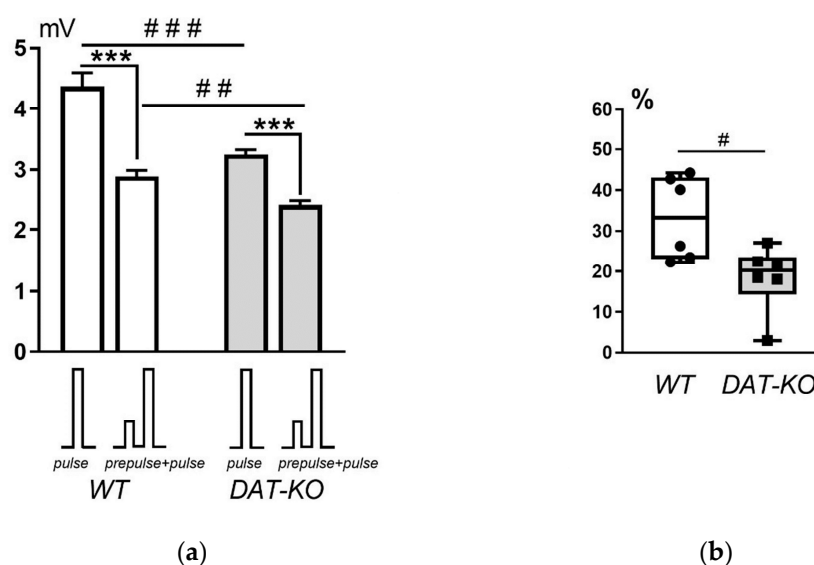 mV
# # #
5
***
4
# #
***
3
2
1
0
pulse prepulse+pulse pulse prepulse+pulse
WT DAT-KO
(a)
%
60
#
50
40
30
20
10
0
WT DAT-KO
(b)